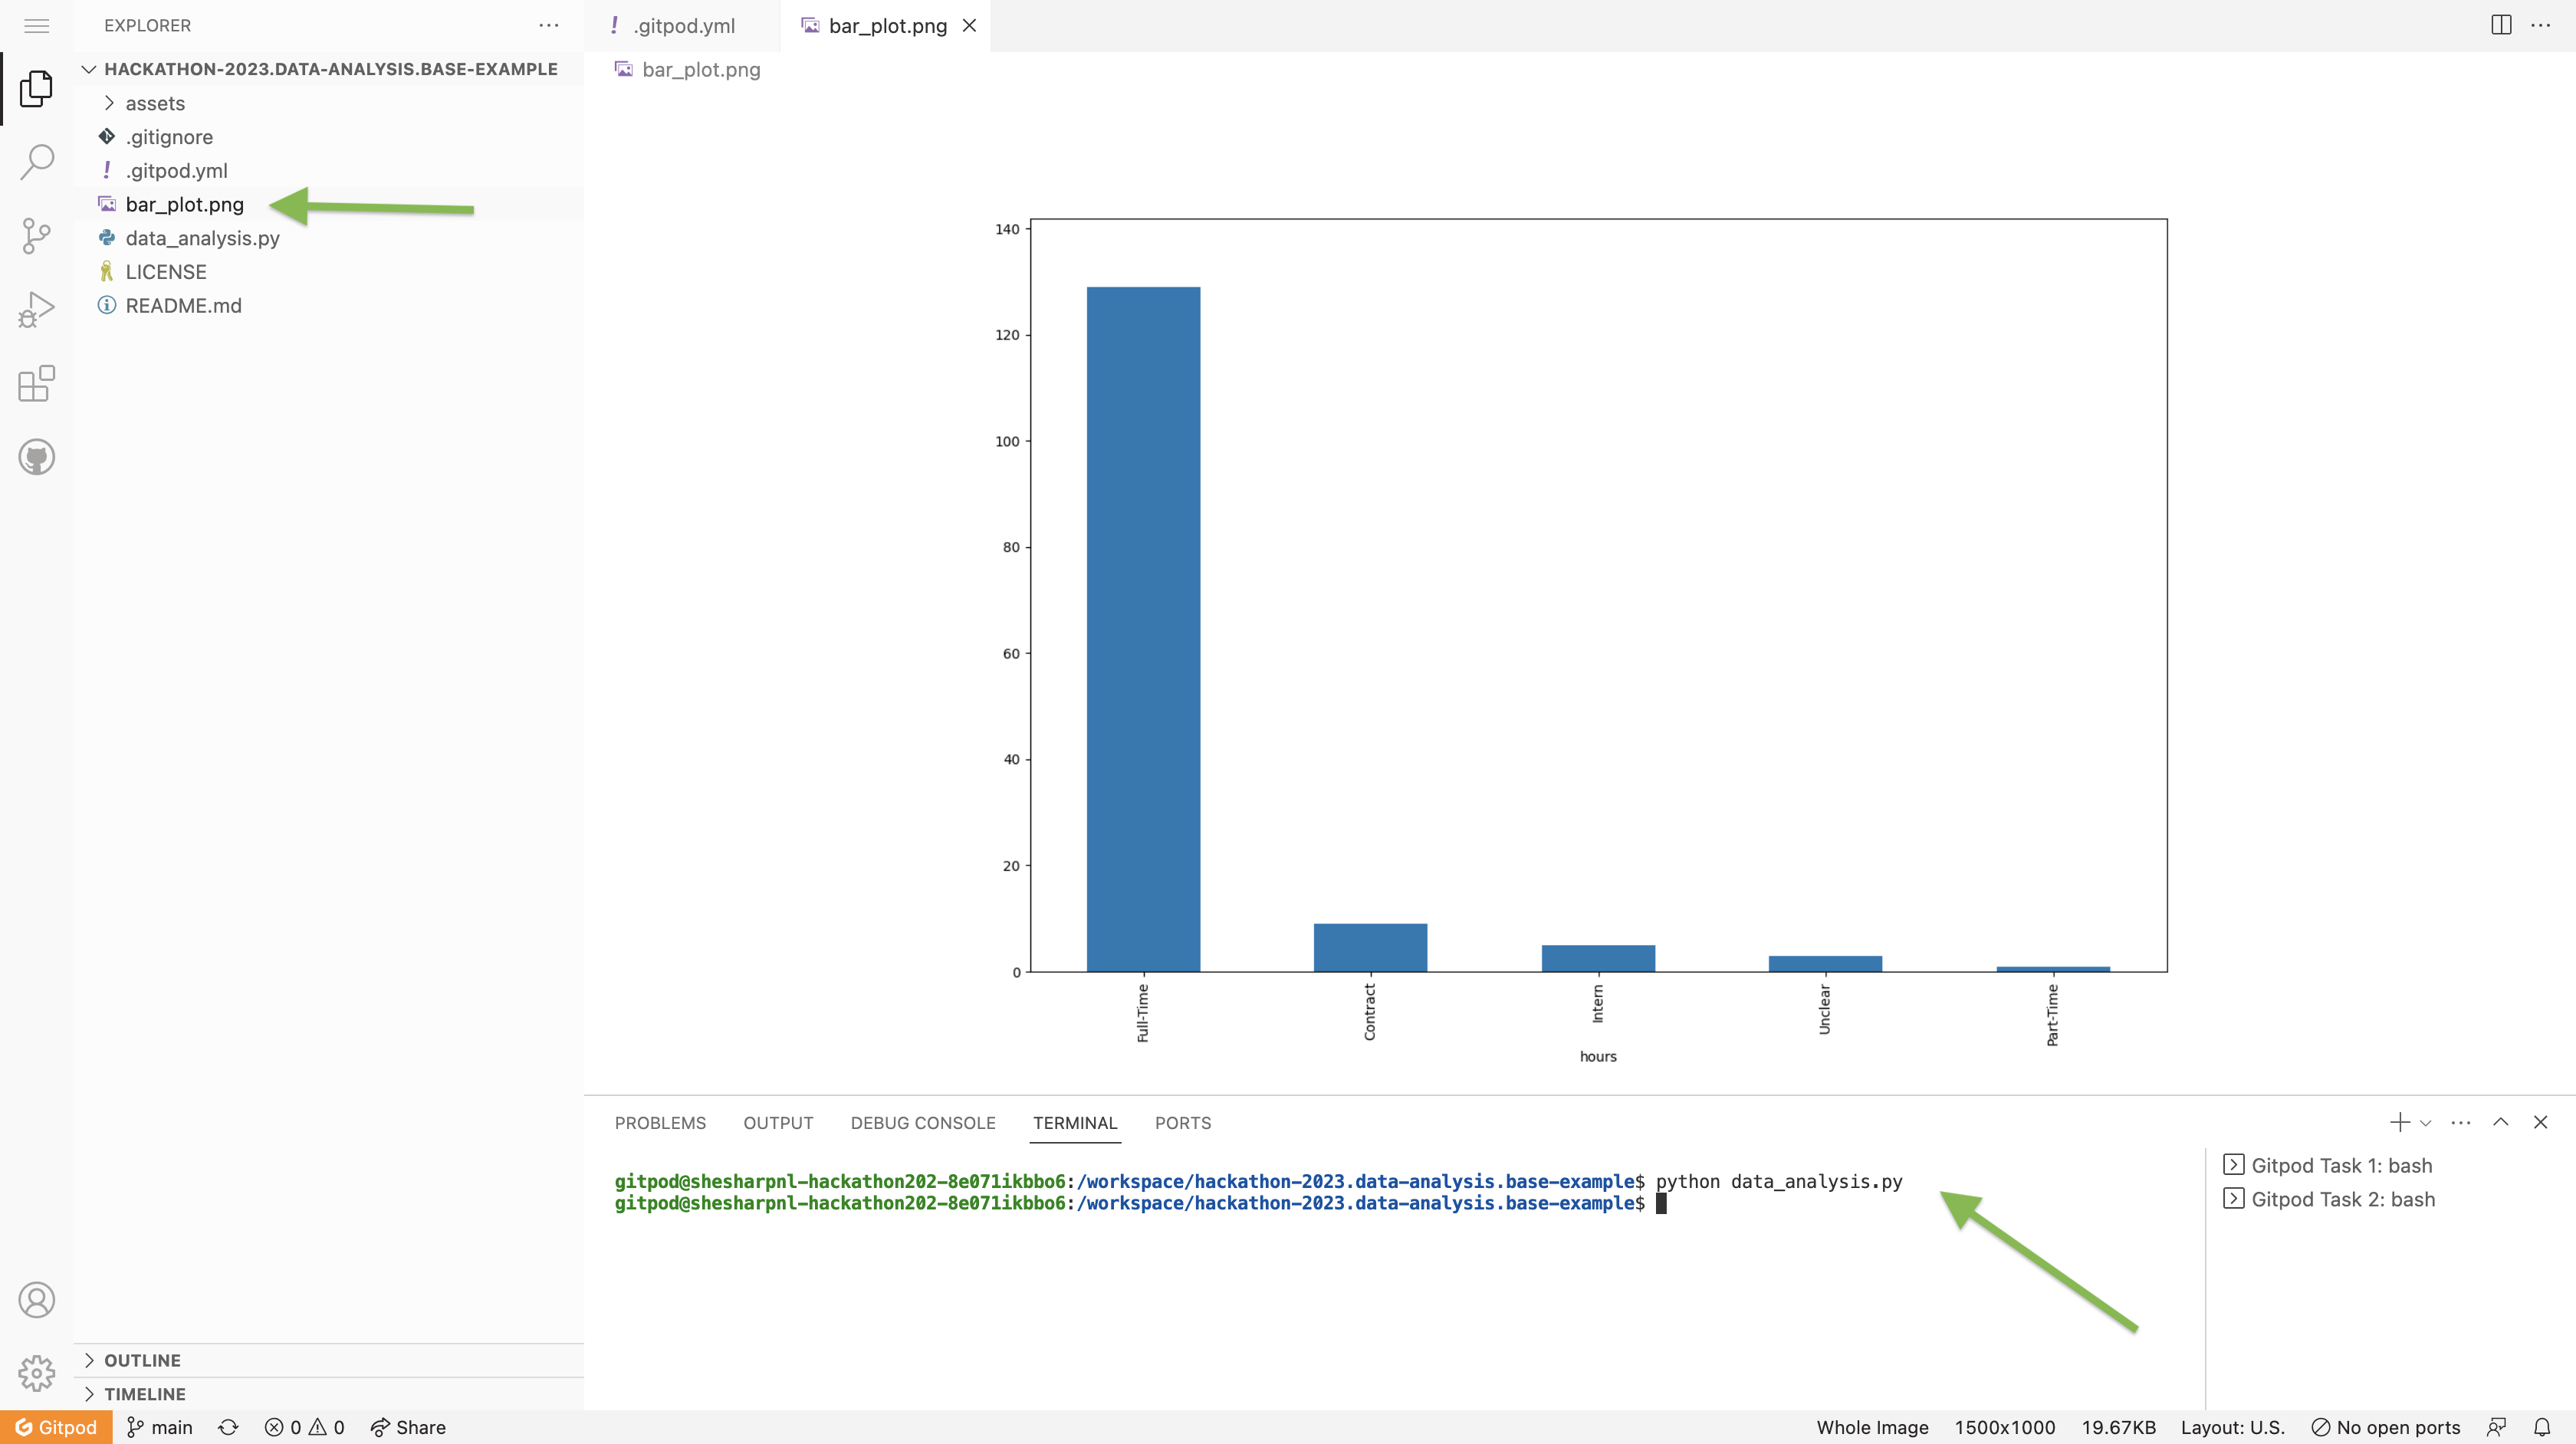 EXPLORER
HACKATHON-2023.DATA-ANALYSIS.BASE-EXAMPLE
assets
.gitignore
.gitpod.yml
bar_plot.png
data_analysis.py
LICENSE
README.md
OUTLINE
TIMELINE
.gitpod.yml
bar_plot.png
bar_plot.png
140
120
100
80
60
40
20
0
Full-Time
Contract
Intern
Unclear
Part-Time
hours
PROBLEMS OUTPUT DEBUG CONSOLE TERMINAL PORTS
gitpod@shesharpnl-hackathon202-8e071ikbbo6:/workspace/hackathon-2023.data-analysis.base-example$ python data_analysis.py
gitpod@shesharpnl-hackathon202-8e071ikbbo6:/workspace/hackathon-2023.data-analysis.base-example$
Gitpod Task 1: bash
Gitpod Task 2: bash
Gitpod main 0 0 Share Whole Image 1500x1000 19.67KB Layout: U.S. No open ports